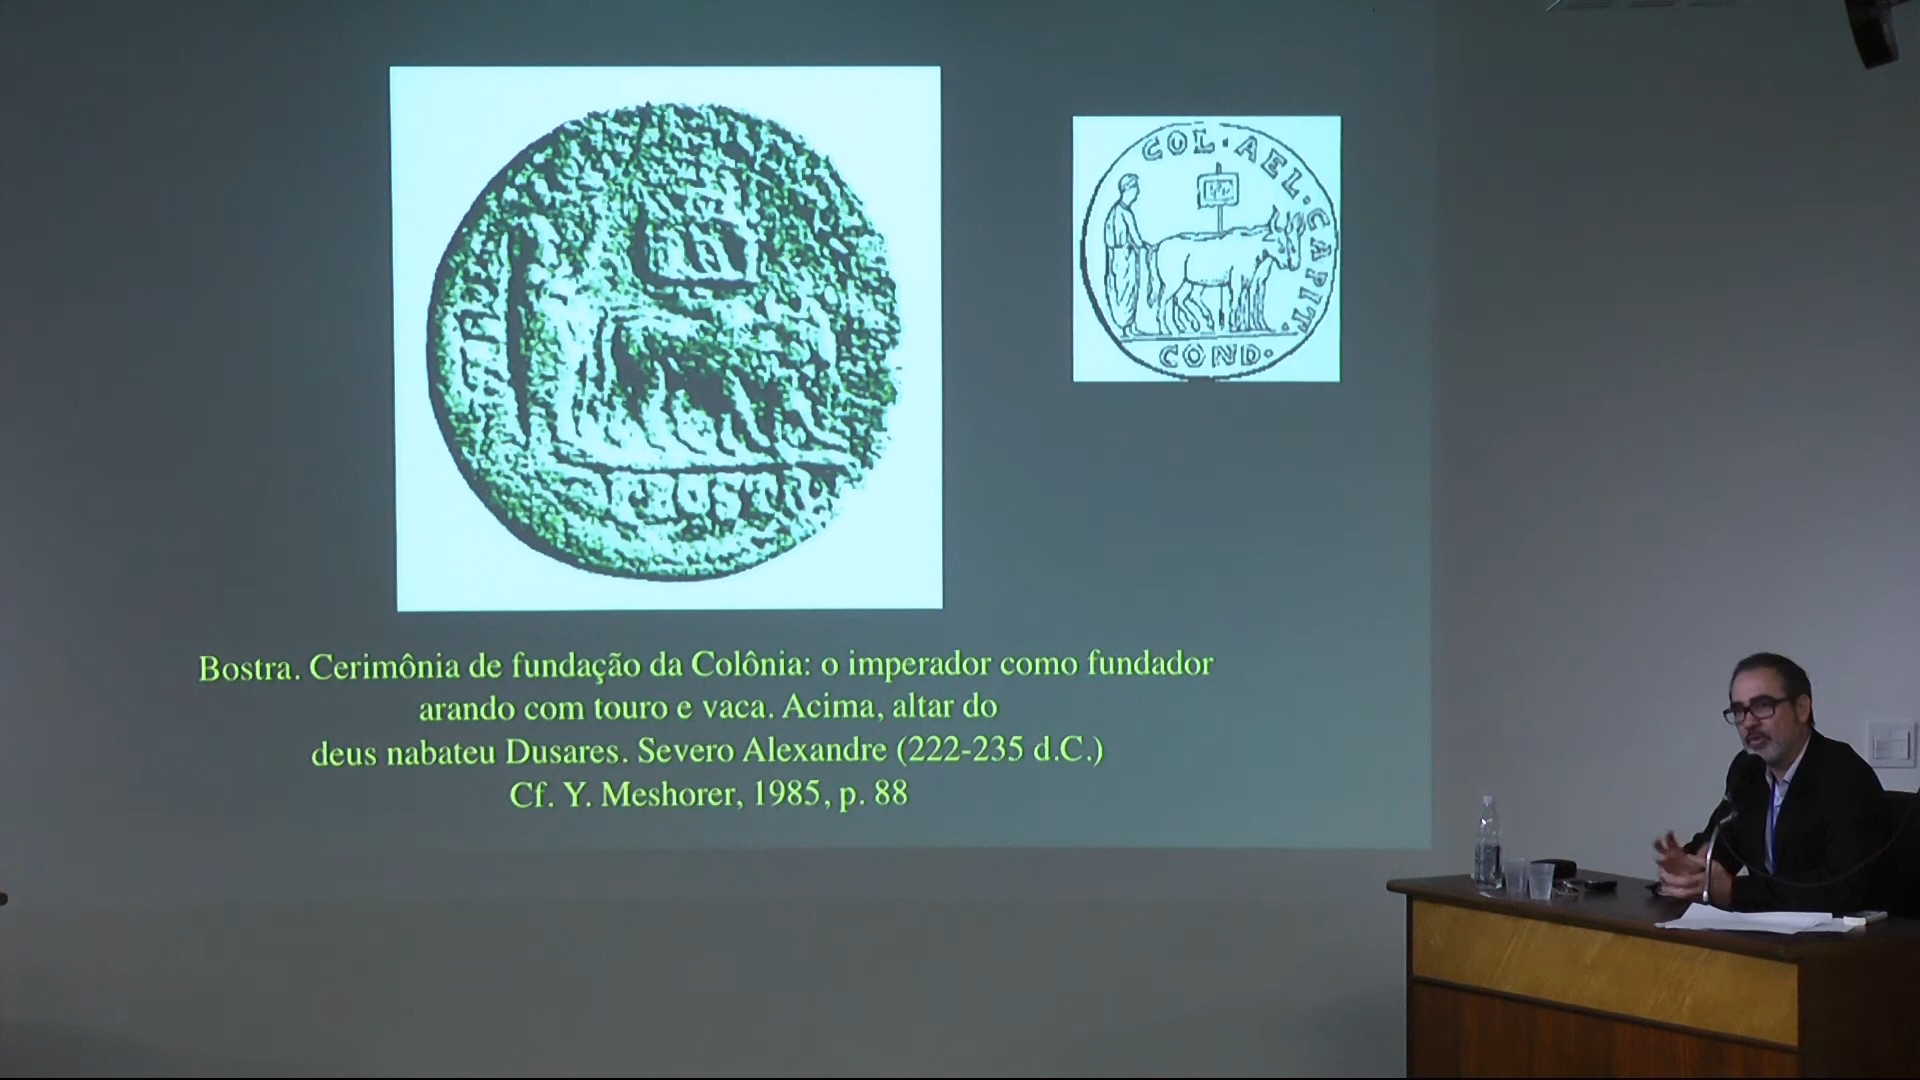 COL · AEL · CAPIT ·
COND ·
Bostra. Cerimônia de fundação da Colônia: o imperador como fundador
arando com touro e vaca. Acima, altar do
deus nabateu Dusares. Severo Alexandre (222-235 d.C.)
Cf. Y. Meshorer, 1985, p. 88